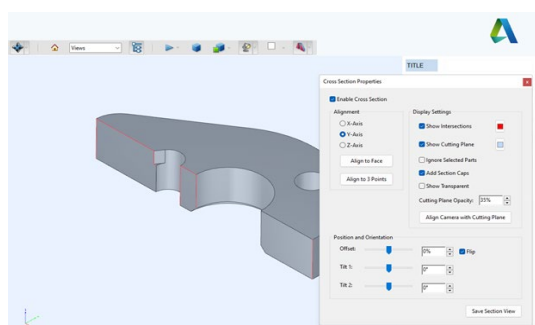 Views
TITLE
Cross Section Properties
x
Enable Cross Section
Alignment
X-Axis
Y-Axis
Z-Axis
Align to Face
Align to 3 Points
Display Settings
Show Intersections
Show Cutting Plane
Ignore Selected Parts
Add Section Caps
Show Transparent
Cutting Plane Opacity: 35%
Align Camera with Cutting Plane
Position and Orientation
Offset: 0% Flip
Tilt 1: 0°
Tilt 2: 0°
Save Section View